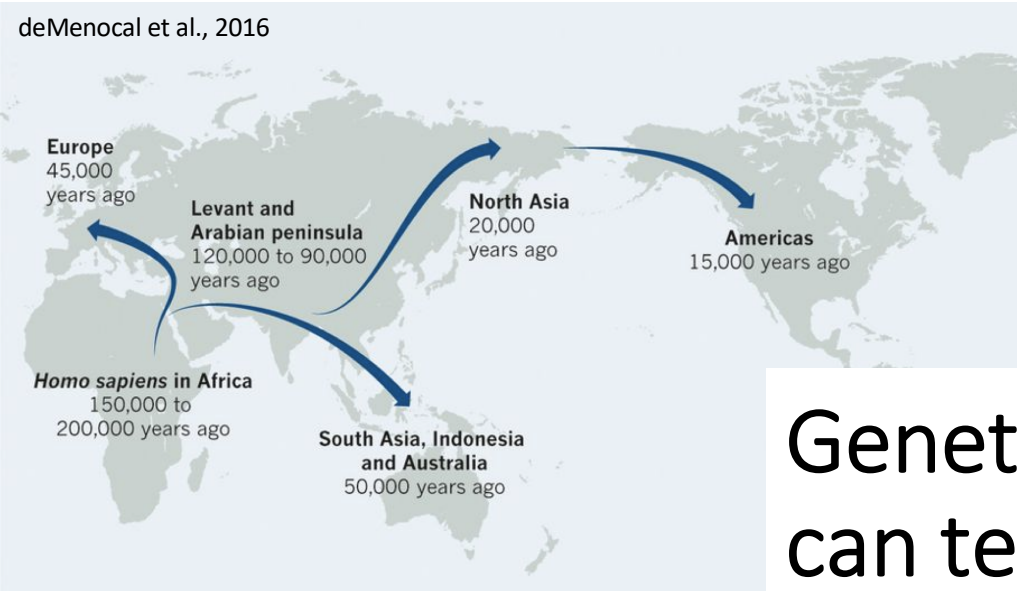 deMenocal et al., 2016
Europe
45,000
years ago
Levant and
Arabian peninsula
120,000 to 90,000
years ago
North Asia
20,000
years ago
Americas
15,000 years ago
Homo sapiens in Africa
150,000 to
200,000 years ago
South Asia, Indonesia
and Australia
50,000 years ago
Genet
can te